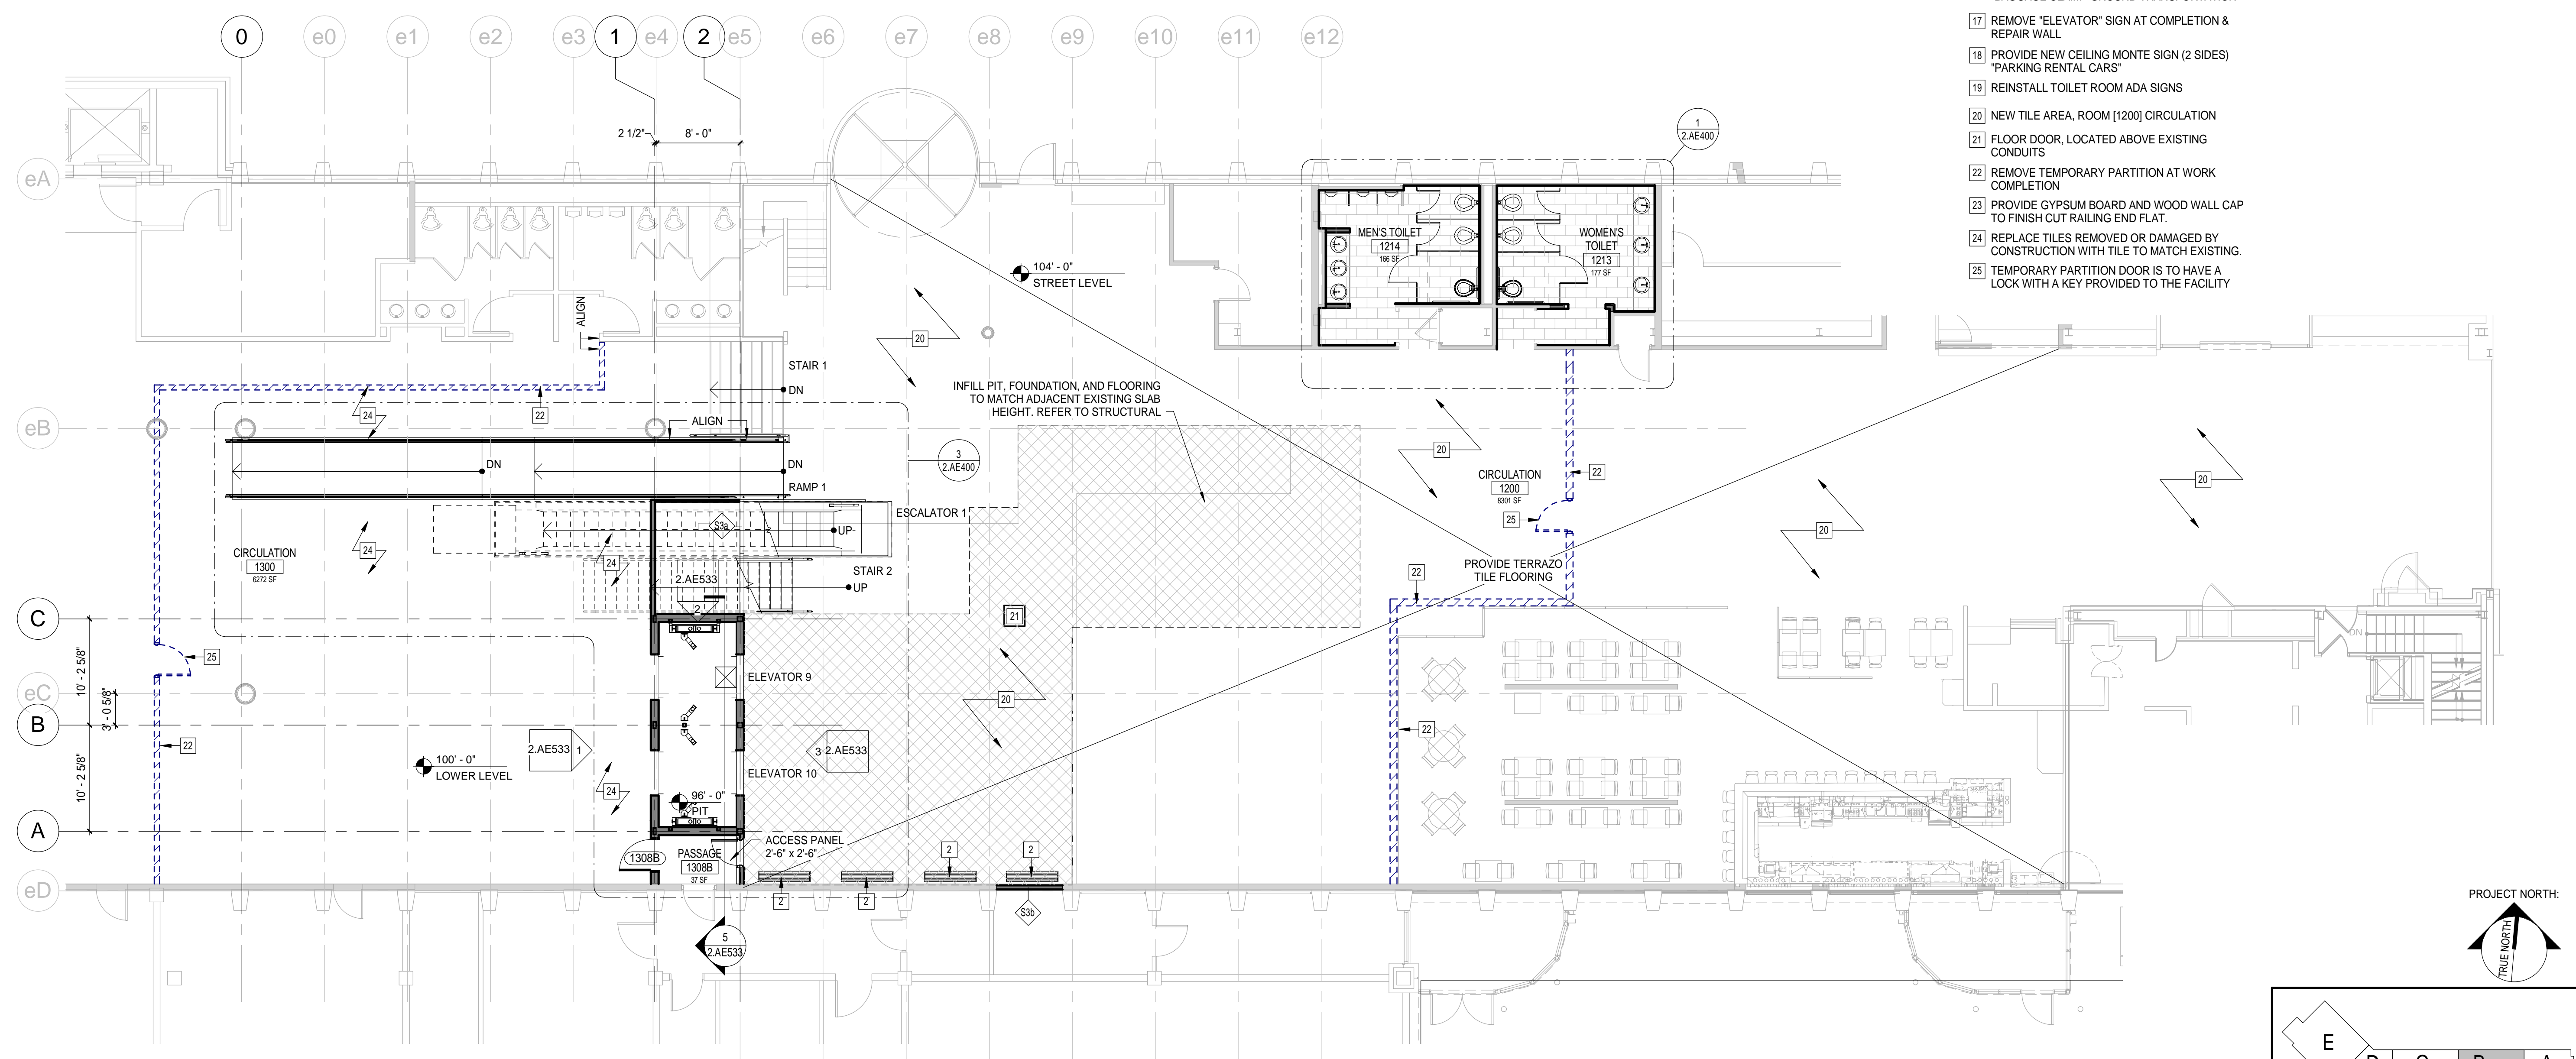 17 REMOVE "ELEVATOR" SIGN AT COMPLETION &
REPAIR WALL
18 PROVIDE NEW CEILING MONTE SIGN (2 SIDES)
"PARKING RENTAL CARS"
19 REINSTALL TOILET ROOM ADA SIGNS
20 NEW TILE AREA, ROOM [1200] CIRCULATION
21 FLOOR DOOR, LOCATED ABOVE EXISTING
CONDUITS
22 REMOVE TEMPORARY PARTITION AT WORK
COMPLETION
23 PROVIDE GYPSUM BOARD AND WOOD WALL CAP
TO FINISH CUT RAILING END FLAT.
24 REPLACE TILES REMOVED OR DAMAGED BY
CONSTRUCTION WITH TILE TO MATCH EXISTING.
25 TEMPORARY PARTITION DOOR IS TO HAVE A
LOCK WITH A KEY PROVIDED TO THE FACILITY
0 e0 e1 e2 e3 1 e4 2 e5 e6 e7 e8 e9 e10 e11 e12
2 1/2" 8' - 0"
1
2.AE400
eA
MEN'S TOILET
1214
166 SF
WOMEN'S
TOILET
1213
177 SF
104' - 0"
STREET LEVEL
ALIGN
20
STAIR 1
DN
INFILL PIT, FOUNDATION, AND FLOORING
TO MATCH ADJACENT EXISTING SLAB
HEIGHT. REFER TO STRUCTURAL
24
22
eB
ALIGN
3
2.AE400
DN
DN
RAMP 1
20
CIRCULATION
1200
8301 SF
22
20
25
20
ESCALATOR 1
S3a
UP
24
CIRCULATION
1300
6272 SF
24
STAIR 2
2.AE533
2
UP
PROVIDE TERRAZO
TILE FLOORING
22
C
21
DN
10' - 2 5/8"
25
ELEVATOR 9
eC
3' - 0 5/8"
20
B
22
2.AE533 1
3 2.AE533
22
100' - 0"
LOWER LEVEL
ELEVATOR 10
10' - 2 5/8"
24
96' - 0"
PIT
A
ACCESS PANEL
2'-6" x 2'-6"
1308B
PASSAGE
1308B
37 SF
2
2
eD
2
2
S3b
5
2.AE533
PROJECT NORTH:
TRUE NORTH
E